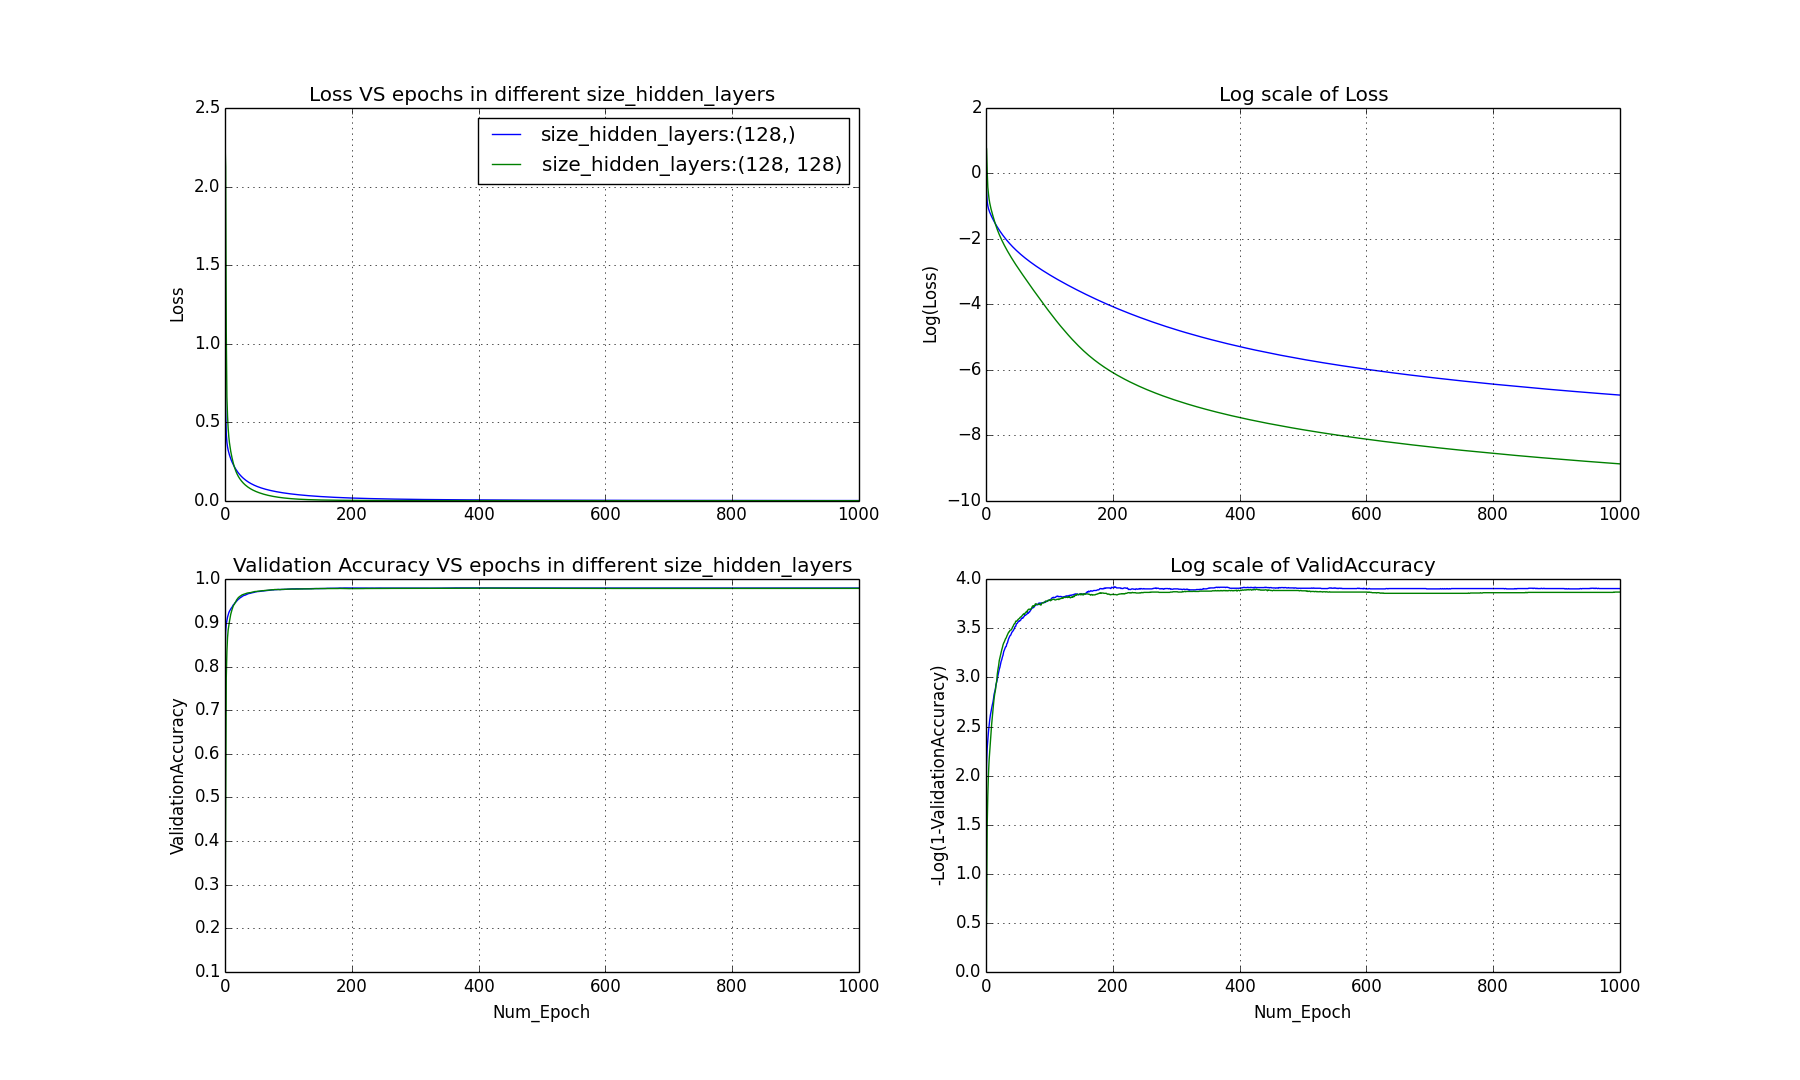 Loss VS epochs in different size_hidden_layers
2.5
2.0
1.5
1.0
0.5
0.0
Loss
size_hidden_layers:(128,)
size_hidden_layers:(128, 128)
0 200 400 600 800 1000
Log scale of Loss
2
0
−2
−4
−6
−8
−10
Log(Loss)
0 200 400 600 800 1000
Validation Accuracy VS epochs in different size_hidden_layers
1.0
0.9
0.8
0.7
0.6
0.5
0.4
0.3
0.2
0.1
ValidationAccuracy
0 200 400 600 800 1000
Num_Epoch
Log scale of ValidAccuracy
4.0
3.5
3.0
2.5
2.0
1.5
1.0
0.5
0.0
-Log(1-ValidationAccuracy)
0 200 400 600 800 1000
Num_Epoch